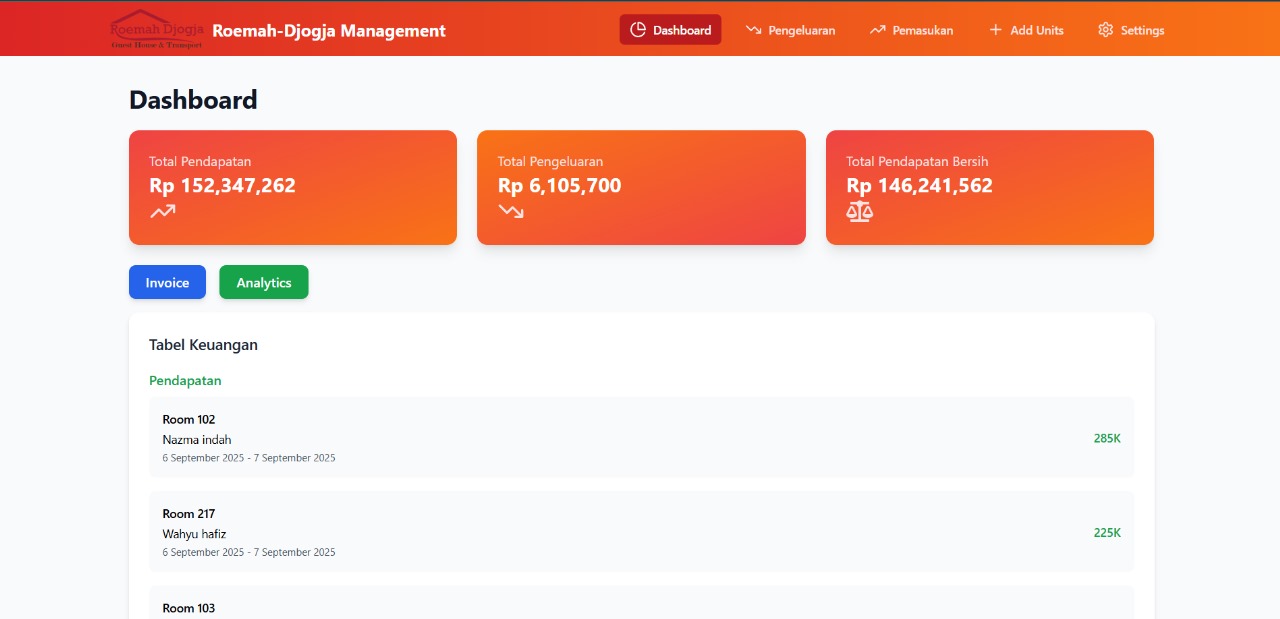 Roemah Djogja
Guest House & Transport
Roemah-Djogja Management
Dashboard
Pengeluaran
Pemasukan
Add Units
Settings
Dashboard
Total Pendapatan
Rp 152,347,262
Total Pengeluaran
Rp 6,105,700
Total Pendapatan Bersih
Rp 146,241,562
Invoice
Analytics
Tabel Keuangan
Pendapatan
Room 102
Nazma indah
6 September 2025 - 7 September 2025
285K
Room 217
Wahyu hafiz
6 September 2025 - 7 September 2025
225K
Room 103